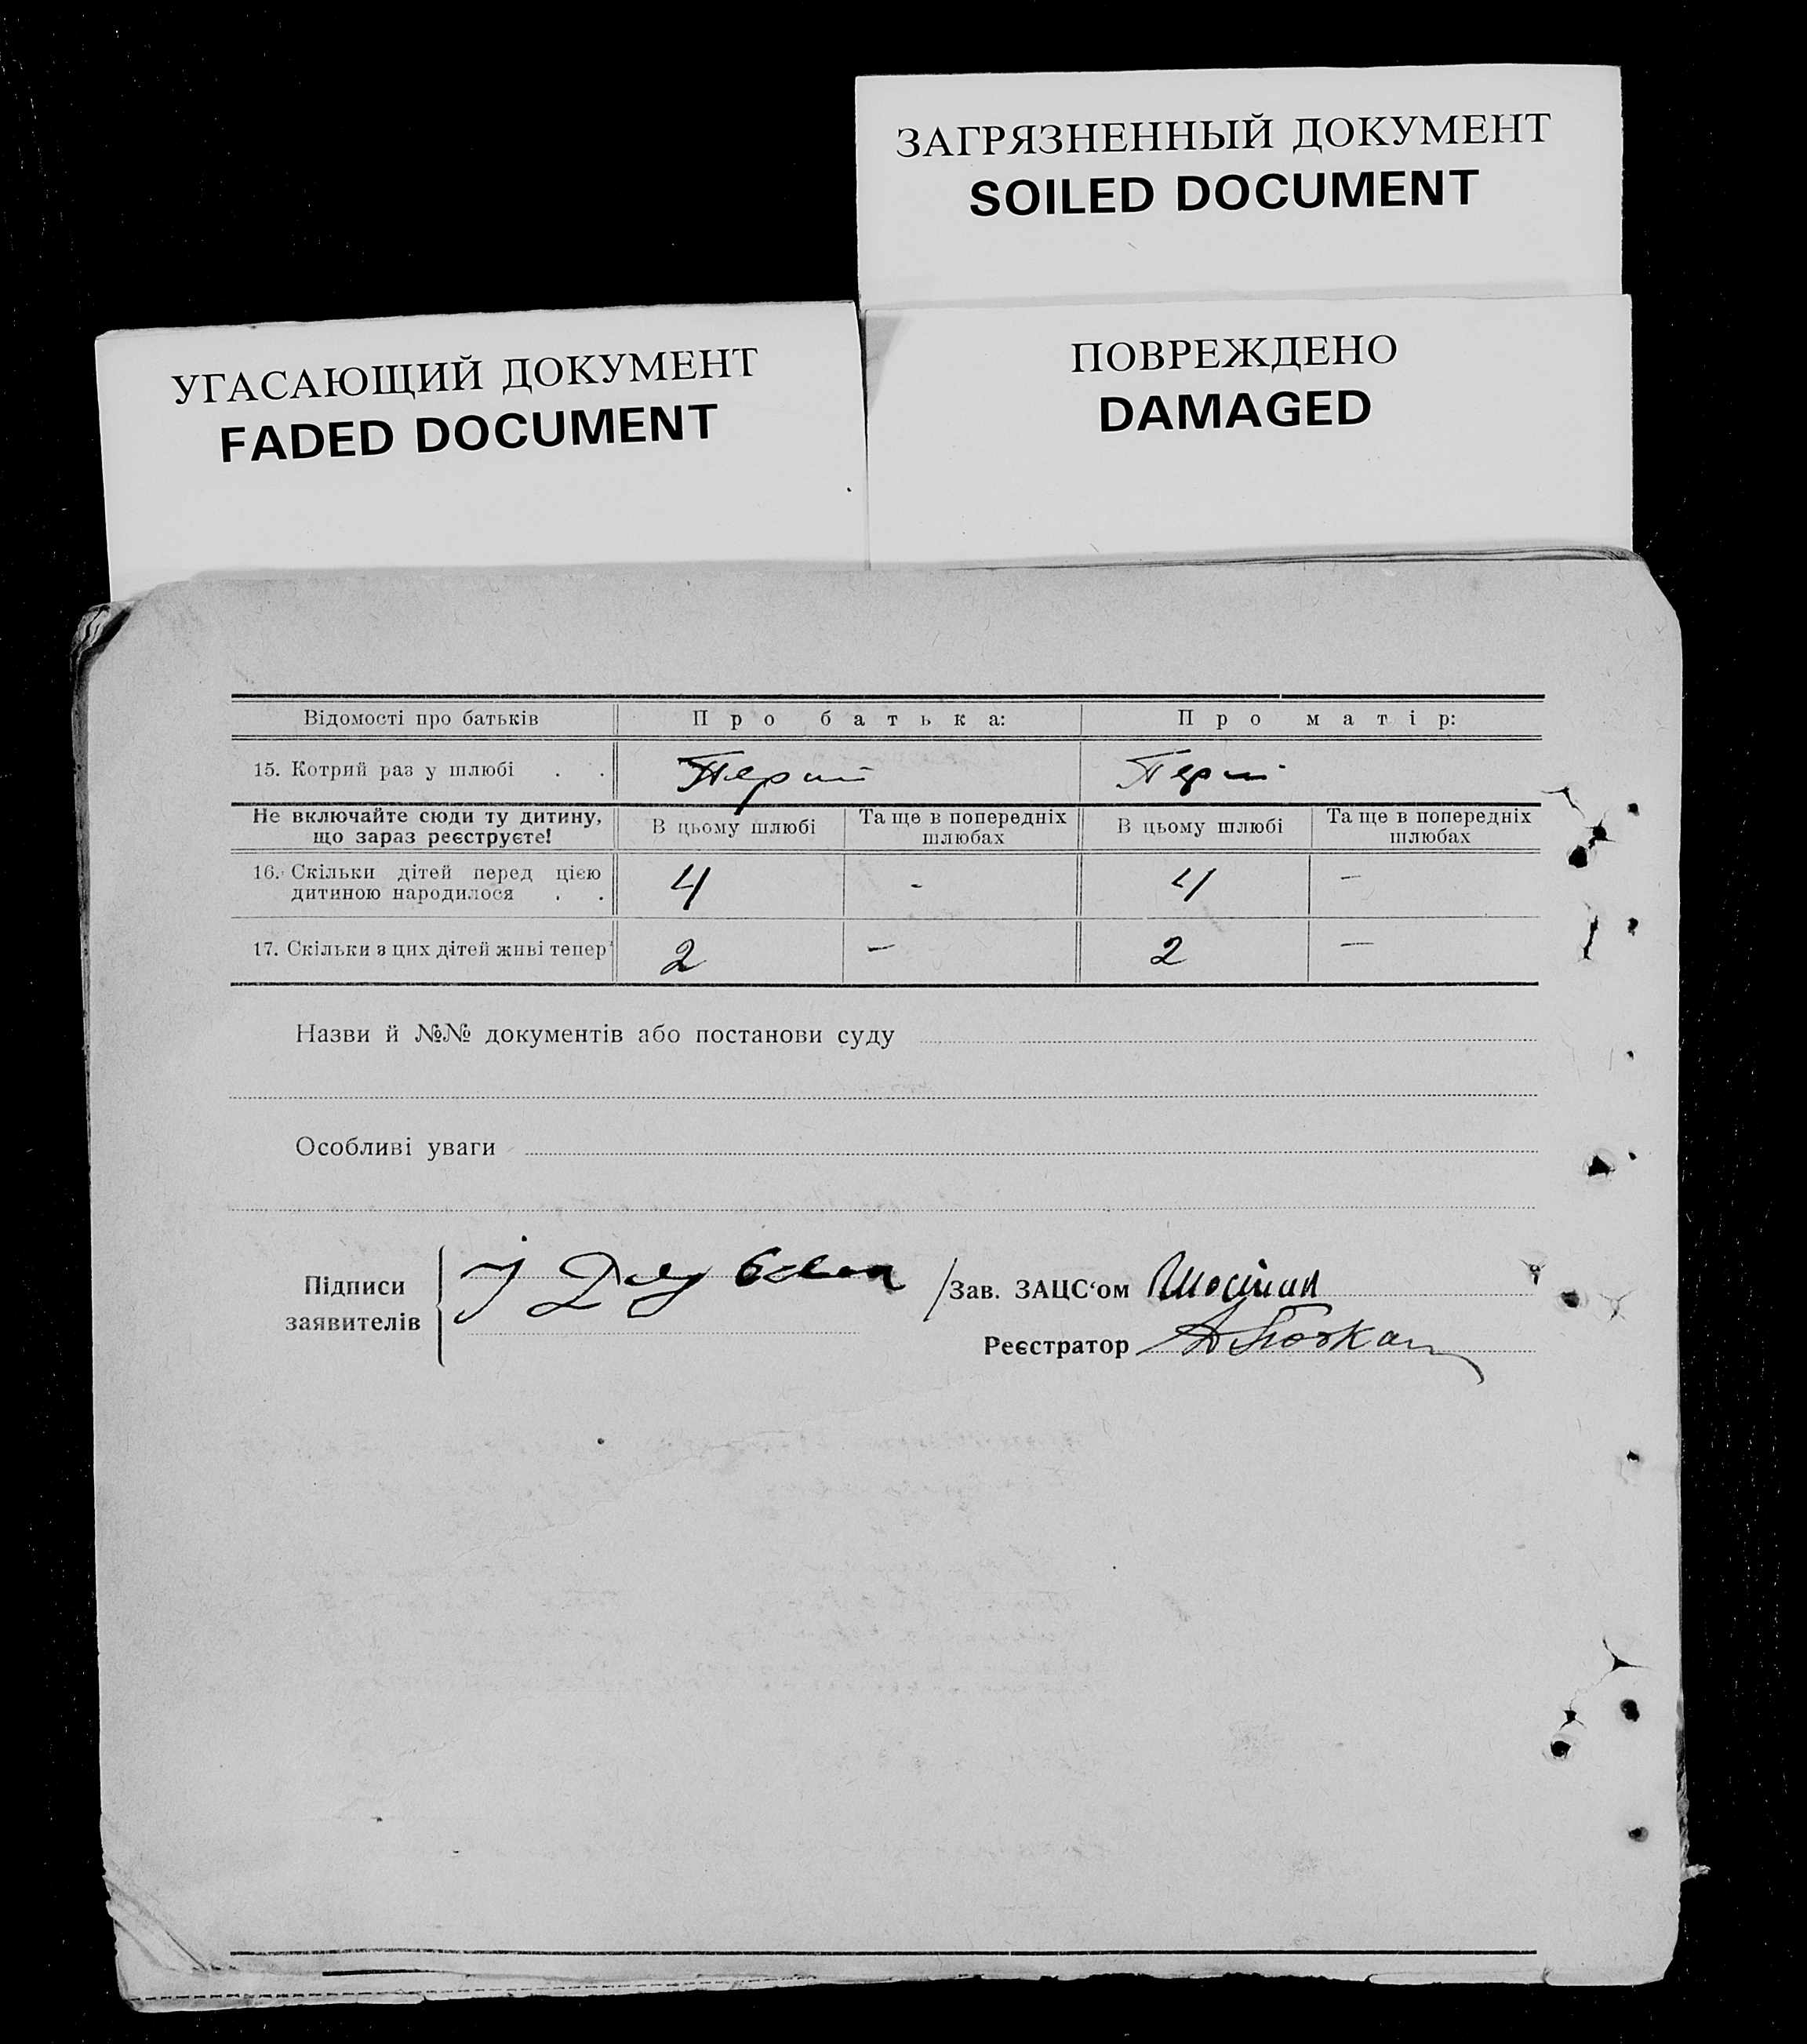 ЗАГРЯЗНЕННЫЙ ДОКУМЕНТ
SOILED DOCUMENT
УГАСАЮЩИЙ ДОКУМЕНТ
FADED DOCUMENT
ПОВРЕЖДЕНО
DAMAGED
Відомості про батьків Про батька: Про матір:
15. Котрий раз у шлюбі . .
Не включайте сюди ту дитину, що зараз реєструєте! В цьому шлюбі Та ще в попередніх шлюбах В цьому шлюбі Та ще в попередніх шлюбах
16. Скільки дітей перед цією
дитиною народилося . . 4 - 4 —
17. Скільки з цих дітей живі тепер 2 — 2 —
Назви й №№ документів або постанови суду
Особливі уваги
Підписи
заявителів
Зав. ЗАЦС‘ом
Реєстратор